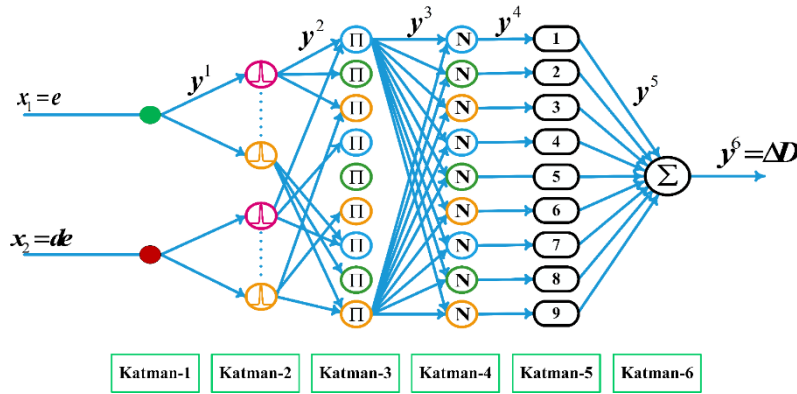 y¹
y²
y³
y⁴
y⁵
y⁶=ΔD
x₁=e
x₂=de
Π
Π
Π
Π
Π
Π
Π
Π
Π
N
N
N
N
N
N
N
N
N
1
2
3
4
5
6
7
8
9
Σ
Katman-1 Katman-2 Katman-3 Katman-4 Katman-5 Katman-6